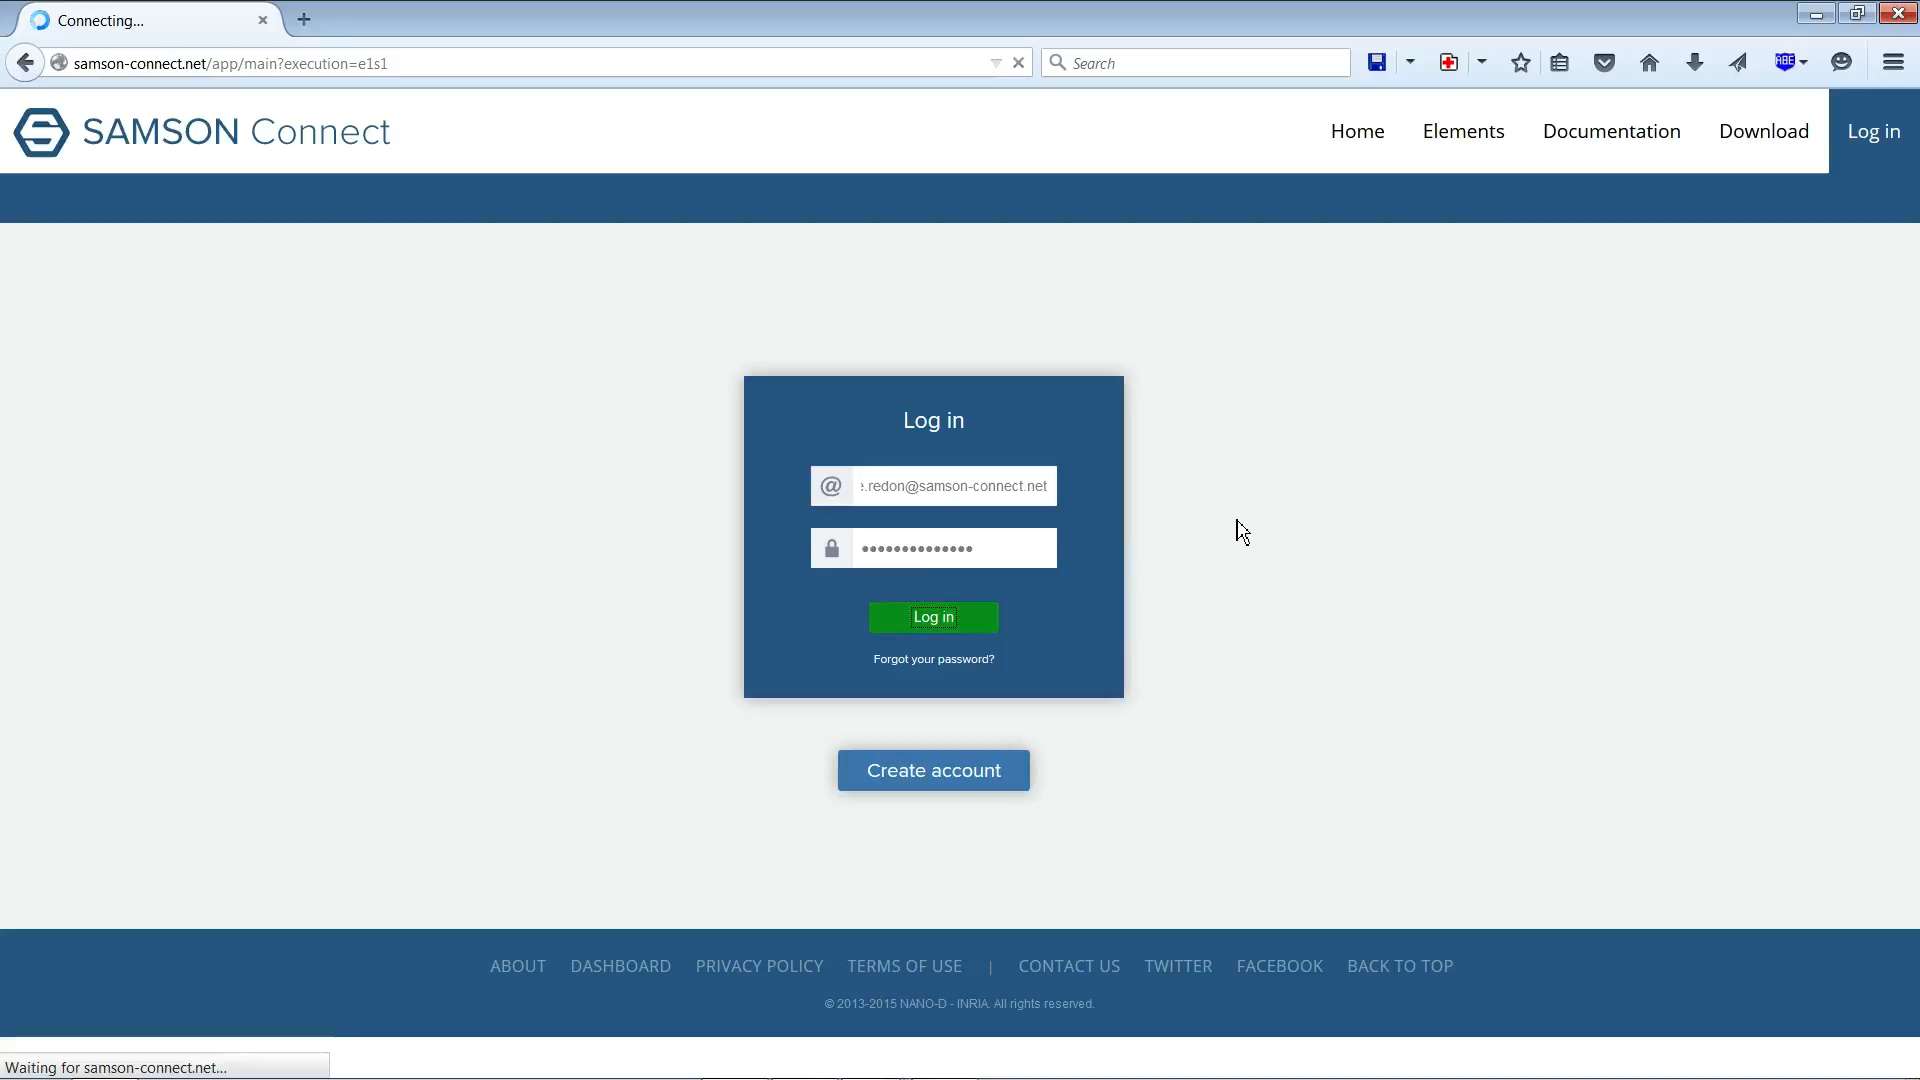 Connecting...
samson-connect.net/app/main?execution=e1s1
Search
ABE
SAMSON Connect
Home
Elements
Documentation
Download
Log in
Log in
@
e.redon@samson-connect.net
••••••••••••••
Log in
Forgot your password?
Create account
ABOUT
DASHBOARD
PRIVACY POLICY
TERMS OF USE
|
CONTACT US
TWITTER
FACEBOOK
BACK TO TOP
© 2013-2015 NANO-D - INRIA. All rights reserved.
Waiting for samson-connect.net...